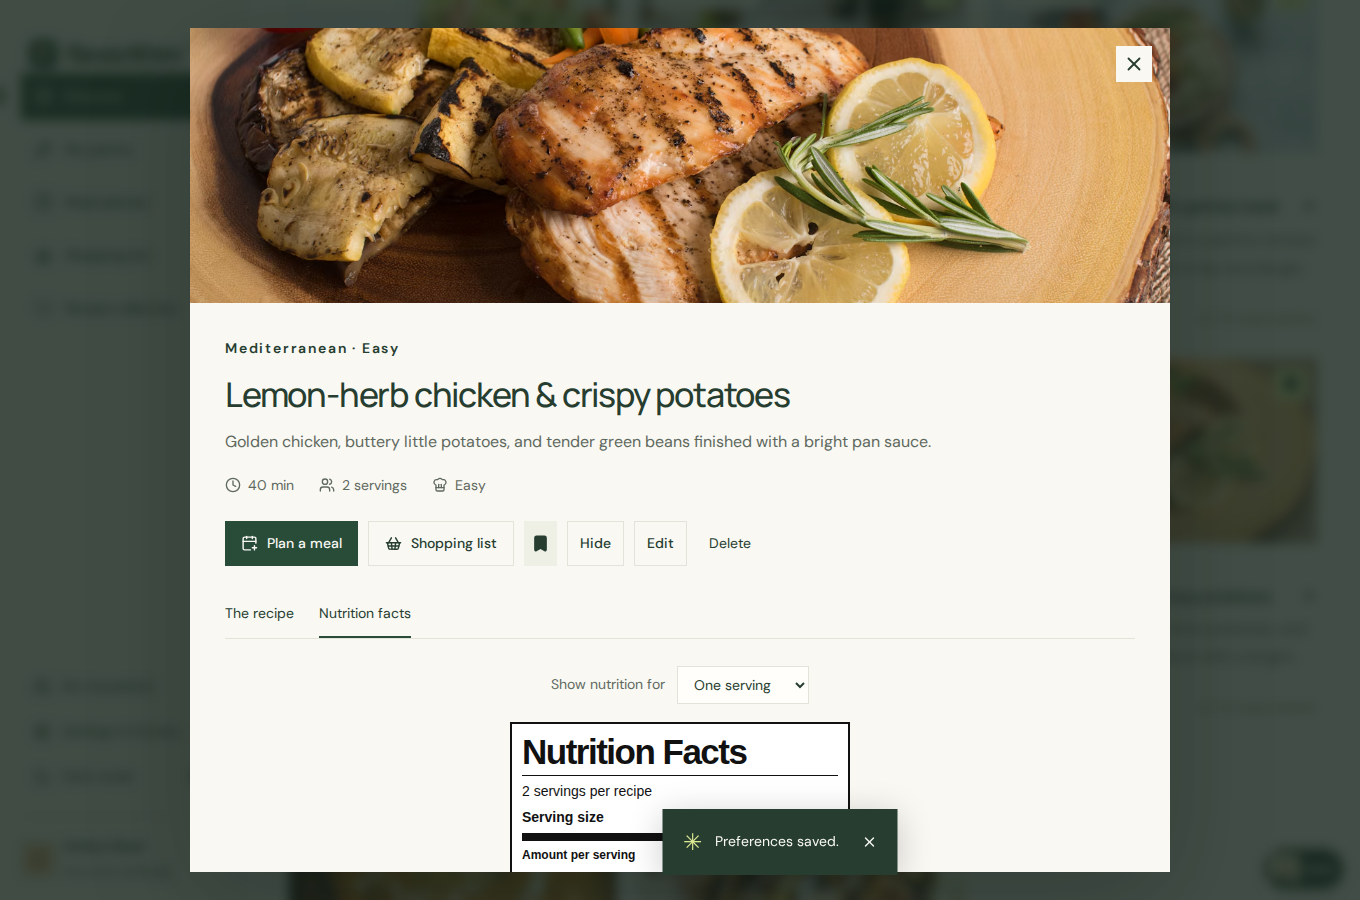 Mediterranean · Easy
Lemon-herb chicken & crispy potatoes
Golden chicken, buttery little potatoes, and tender green beans finished with a bright pan sauce.
40 min 2 servings Easy
Plan a meal Shopping list Hide Edit Delete
The recipe Nutrition facts
Show nutrition for One serving
Nutrition Facts
2 servings per recipe
Serving size
Preferences saved.
Amount per serving